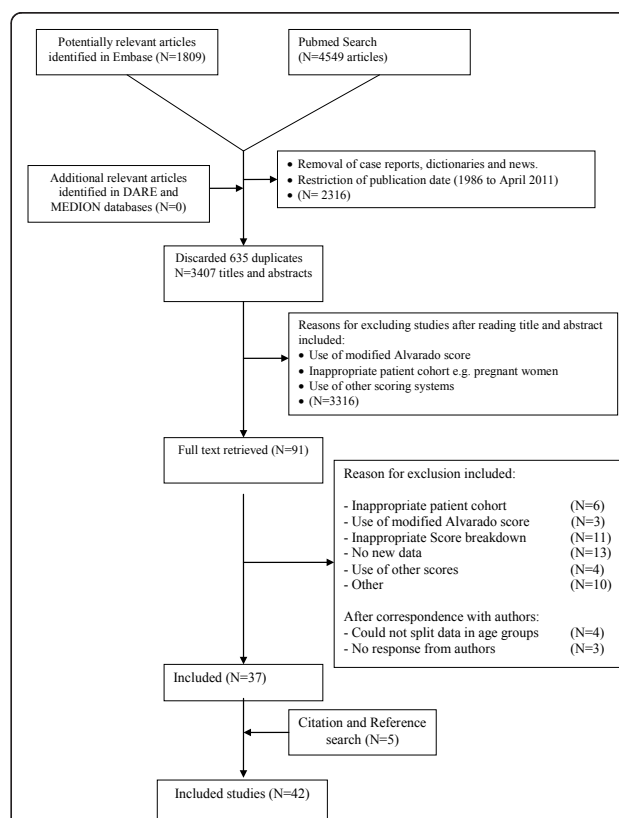 Potentially relevant articles
identified in Embase (N=1809)
Pubmed Search
(N=4549 articles)
Additional relevant articles
identified in DARE and
MEDION databases (N=0)
• Removal of case reports, dictionaries and news.
• Restriction of publication date (1986 to April 2011)
• (N= 2316)
Discarded 635 duplicates
N=3407 titles and abstracts
Reasons for excluding studies after reading title and abstract
included:
• Use of modified Alvarado score
• Inappropriate patient cohort e.g. pregnant women
• Use of other scoring systems
• (N=3316)
Full text retrieved (N=91)
Reason for exclusion included:
- Inappropriate patient cohort (N=6)
- Use of modified Alvarado score (N=3)
- Inappropriate Score breakdown (N=11)
- No new data (N=13)
- Use of other scores (N=4)
- Other (N=10)
After correspondence with authors:
- Could not split data in age groups (N=4)
- No response from authors (N=3)
Included (N=37)
Citation and Reference
search (N=5)
Included studies (N=42)